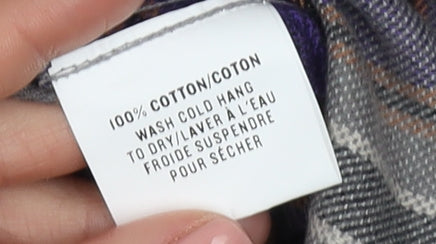 100% COTTON/COTON
WASH COLD HANG
TO DRY/LAVER À L'EAU
FROIDE SUSPENDRE
POUR SÉCHER